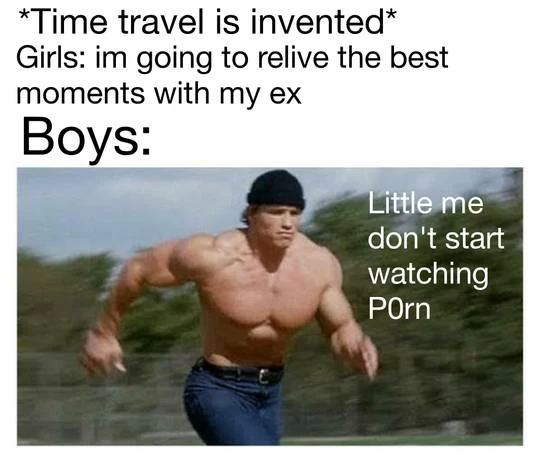 *Time travel is invented*
Girls: im going to relive the best
moments with my ex
Boys:
Little me
don't start
watching
P0rn